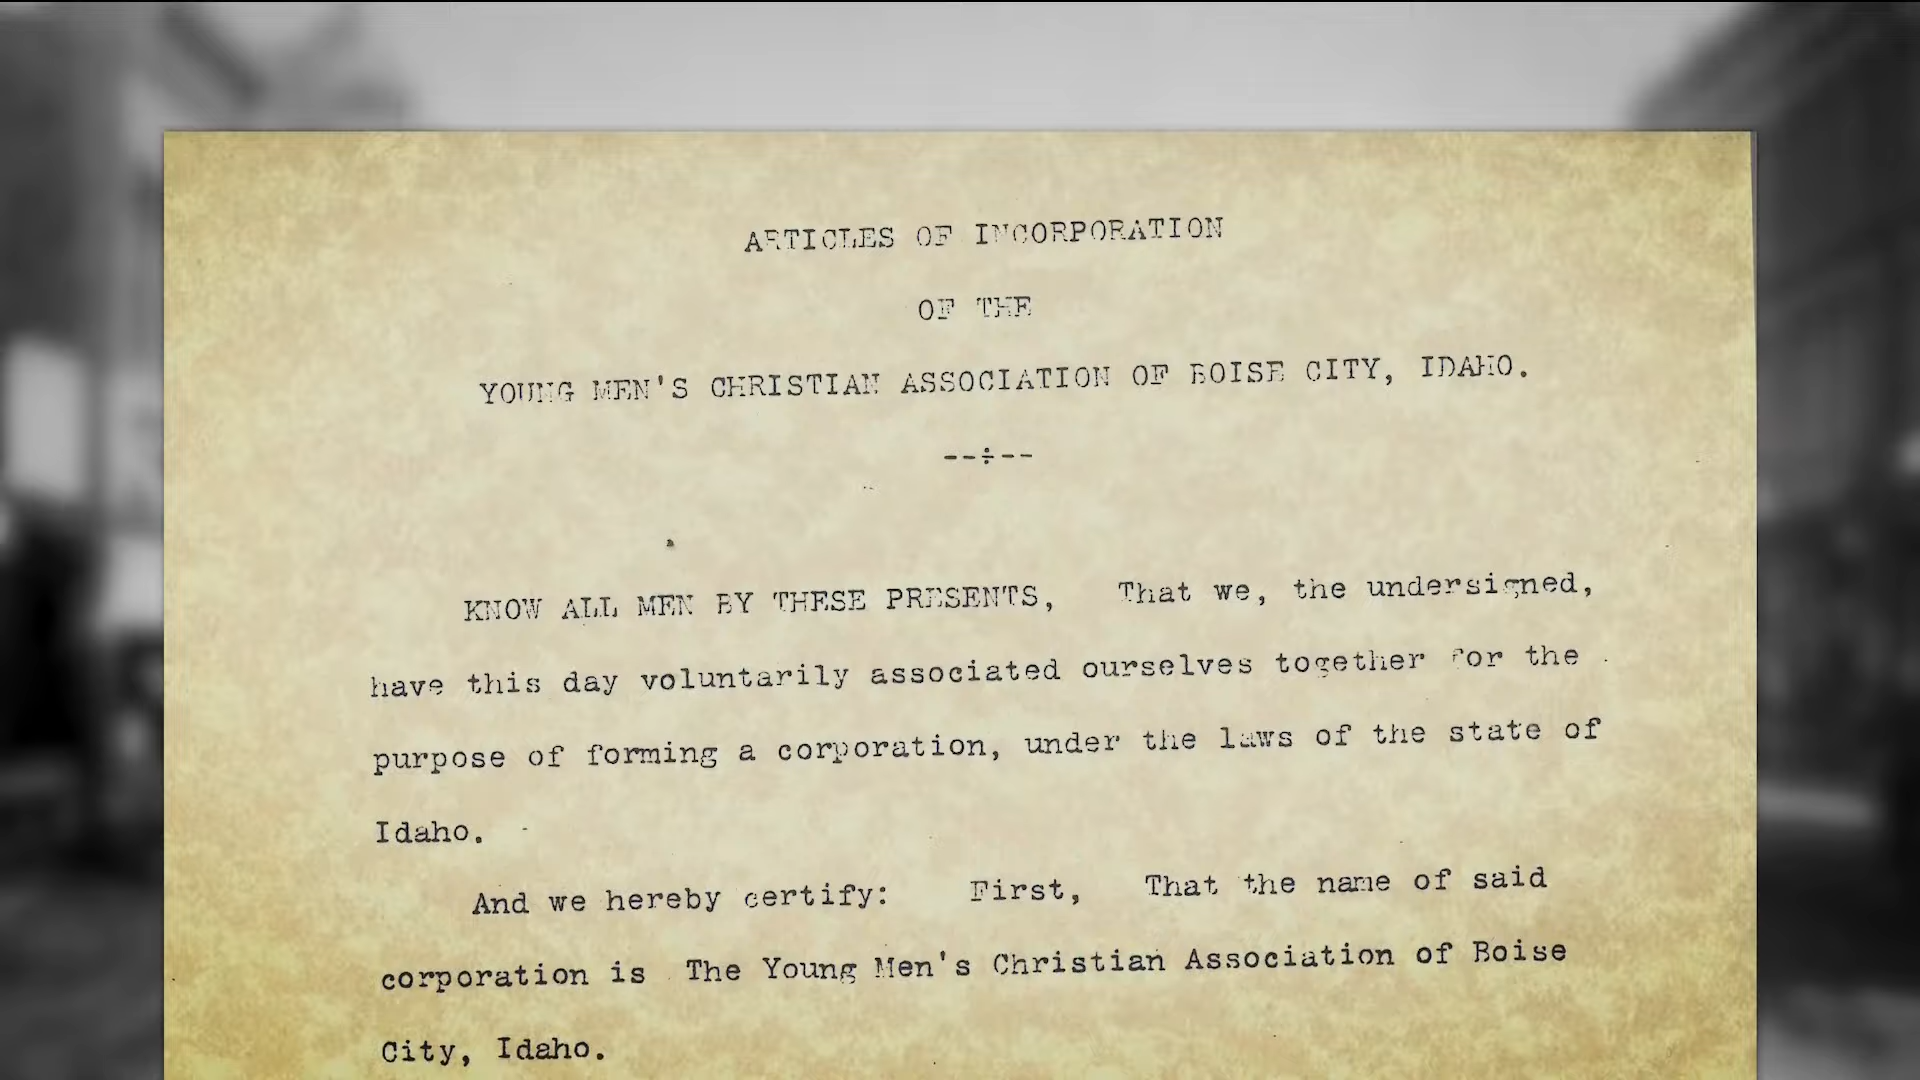 ARTICLES OF INCORPORATION
OF THE
YOUNG MEN'S CHRISTIAN ASSOCIATION OF BOISE CITY, IDAHO.
--÷--
KNOW ALL MEN BY THESE PRESENTS, That we, the undersigned,
have this day voluntarily associated ourselves together for the
purpose of forming a corporation, under the laws of the state of
Idaho.
And we hereby certify: First, That the name of said
corporation is The Young Men's Christian Association of Boise
City, Idaho.